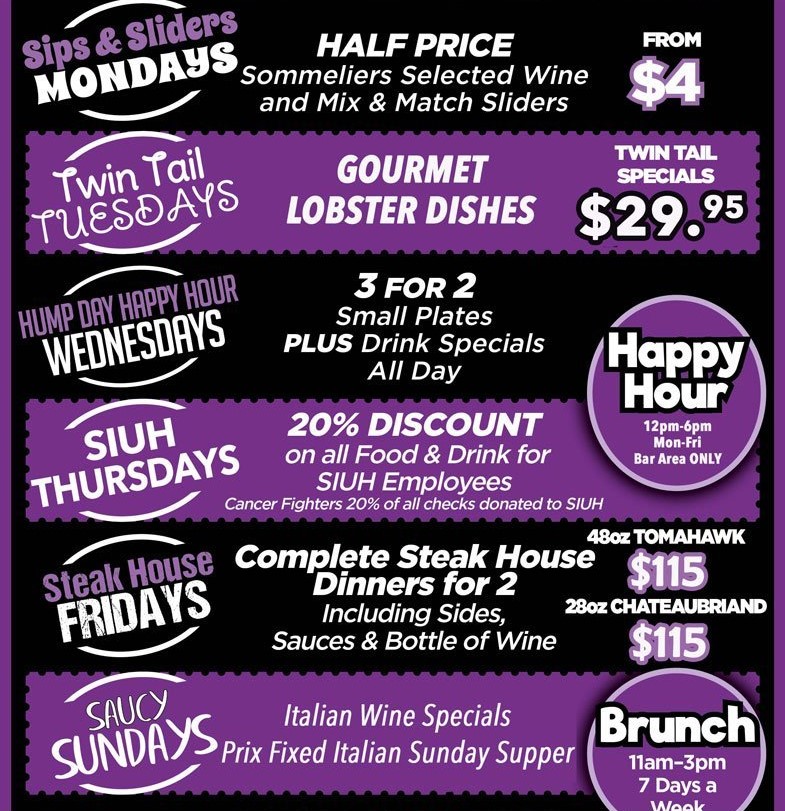 Sips & Sliders
MONDAYS
HALF PRICE
Sommeliers Selected Wine
and Mix & Match Sliders
FROM
$4
Twin Tail
TUESDAYS
GOURMET
LOBSTER DISHES
TWIN TAIL
SPECIALS
$29.95
HUMP DAY HAPPY HOUR
WEDNESDAYS
3 FOR 2
Small Plates
PLUS Drink Specials
All Day
Happy
Hour
12pm-6pm
Mon-Fri
Bar Area ONLY
SIUH
THURSDAYS
20% DISCOUNT
on all Food & Drink for
SIUH Employees
Cancer Fighters 20% of all checks donated to SIUH
Steak House
FRIDAYS
Complete Steak House
Dinners for 2
Including Sides,
Sauces & Bottle of Wine
48oz TOMAHAWK
$115
28oz CHATEAUBRIAND
$115
SAUCY
SUNDAYS
Italian Wine Specials
Prix Fixed Italian Sunday Supper
Brunch
11am-3pm
7 Days a
Week